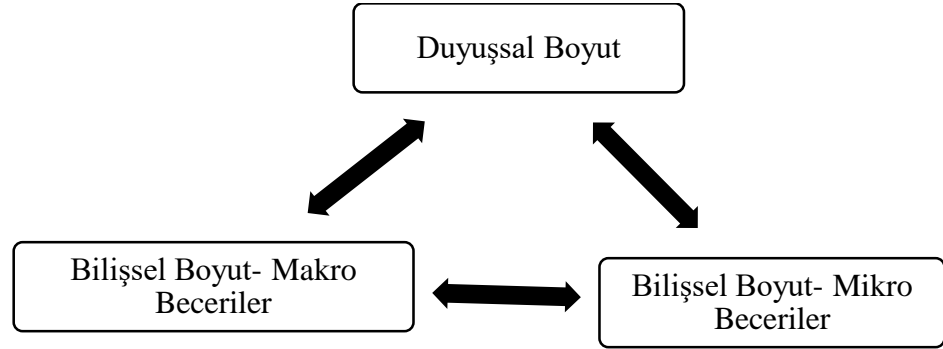 Duyuşsal Boyut
Bilişsel Boyut- Makro
Beceriler
Bilişsel Boyut- Mikro
Beceriler